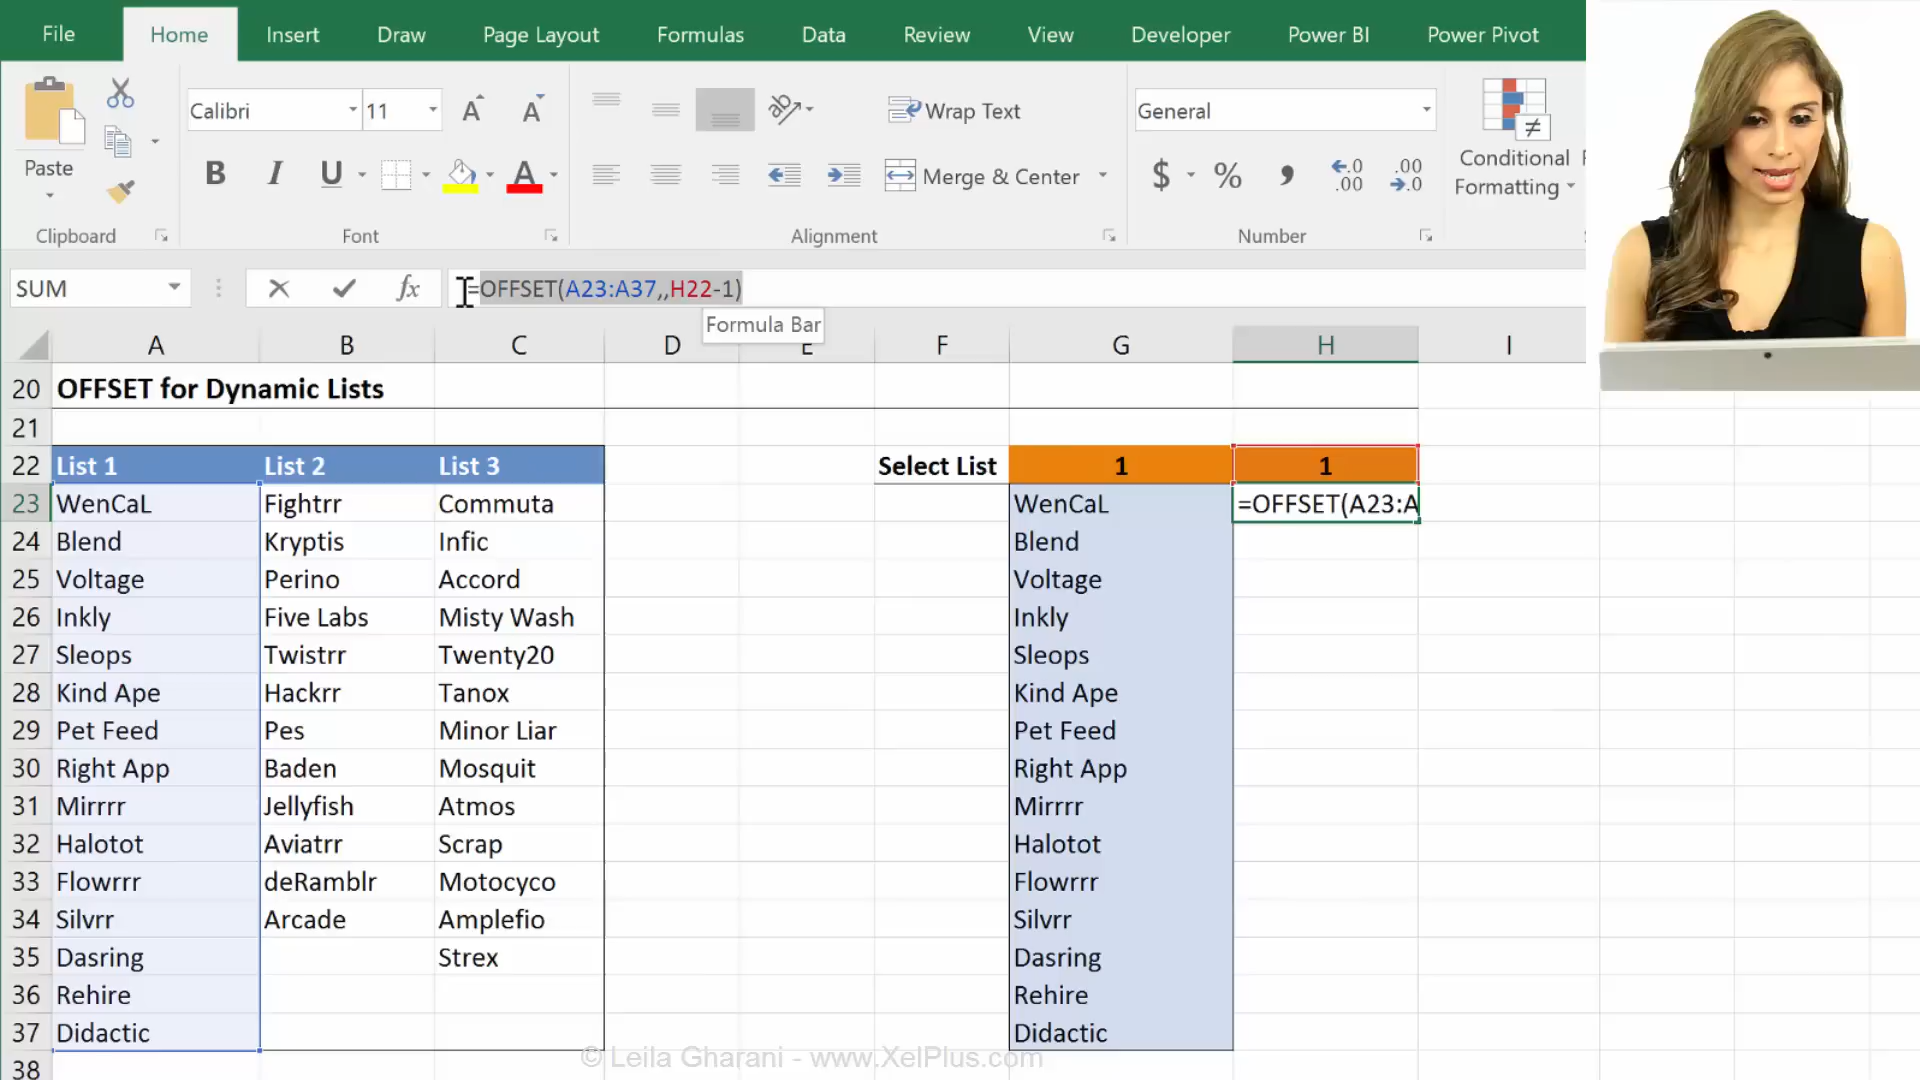 File Home Insert Draw Page Layout Formulas Data Review View Developer Power BI Power Pivot
Calibri 11 A A Wrap Text General
Paste B I U A Merge & Center $ % , .0 .00 .00 .0 Conditional Formatting
Clipboard Font Alignment Number
SUM fx =OFFSET(A23:A37,,H22-1)
Formula Bar
A B C D E F G H I
20 OFFSET for Dynamic Lists
21
22 List 1 List 2 List 3 Select List 1 1
23 WenCaL Fightrr Commuta WenCaL =OFFSET(A23:A
24 Blend Kryptis Infic Blend
25 Voltage Perino Accord Voltage
26 Inkly Five Labs Misty Wash Inkly
27 Sleops Twistrr Twenty20 Sleops
28 Kind Ape Hackrr Tanox Kind Ape
29 Pet Feed Pes Minor Liar Pet Feed
30 Right App Baden Mosquit Right App
31 Mirrrr Jellyfish Atmos Mirrrr
32 Halotot Aviatrr Scrap Halotot
33 Flowrrr deRamblr Motocyco Flowrrr
34 Silvrr Arcade Amplefio Silvrr
35 Dasring Strex Dasring
36 Rehire Rehire
37 Didactic Didactic
38
© Leila Gharani - www.XelPlus.com